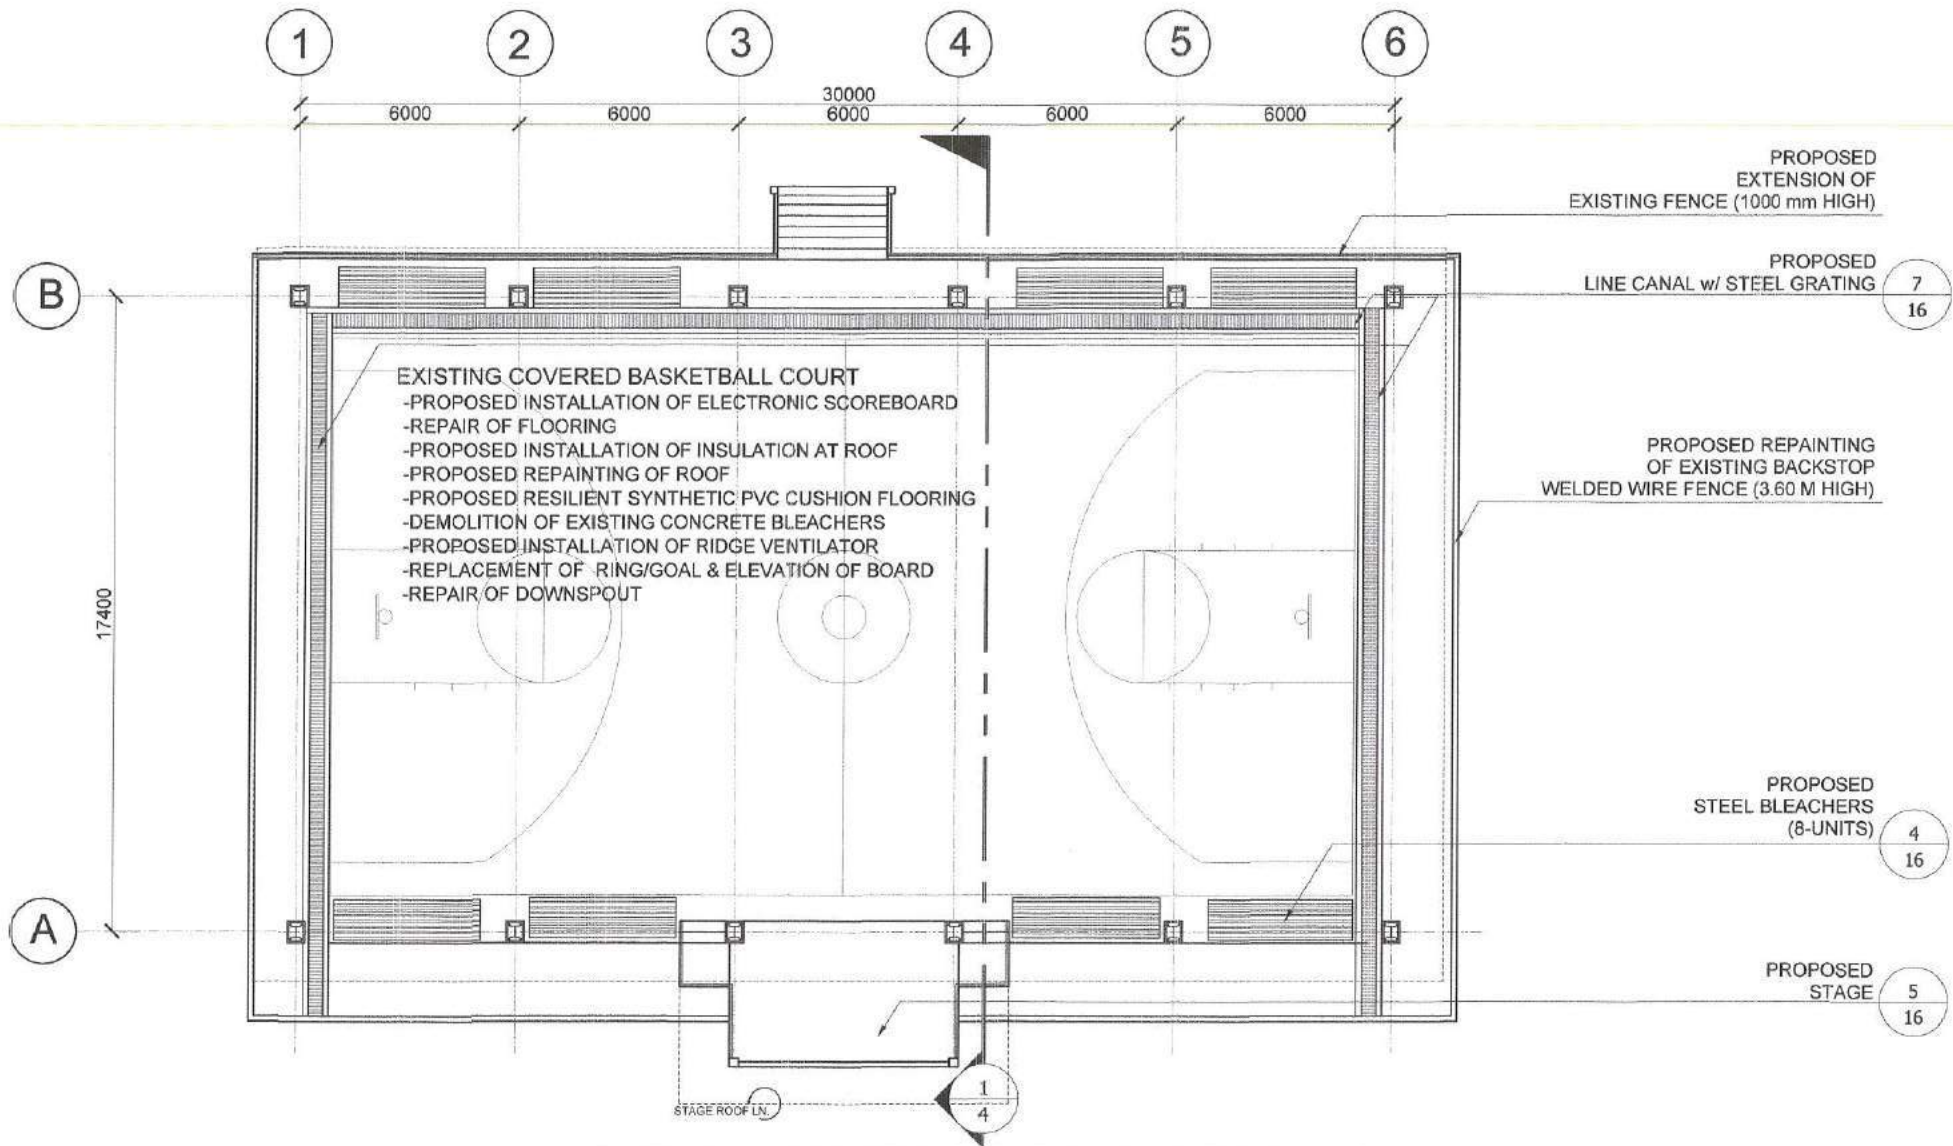 1
2
3
4
5
6
30000
6000
6000
6000
6000
6000
PROPOSED
EXTENSION OF
EXISTING FENCE (1000 mm HIGH)
B
PROPOSED
LINE CANAL w/ STEEL GRATING
7
16
EXISTING COVERED BASKETBALL COURT
-PROPOSED INSTALLATION OF ELECTRONIC SCOREBOARD
-REPAIR OF FLOORING
-PROPOSED INSTALLATION OF INSULATION AT ROOF
-PROPOSED REPAINTING OF ROOF
-PROPOSED RESILIENT SYNTHETIC PVC CUSHION FLOORING
-DEMOLITION OF EXISTING CONCRETE BLEACHERS
-PROPOSED INSTALLATION OF RIDGE VENTILATOR
-REPLACEMENT OF RING/GOAL & ELEVATION OF BOARD
-REPAIR OF DOWNSPOUT
PROPOSED REPAINTING
OF EXISTING BACKSTOP
WELDED WIRE FENCE (3.60 M HIGH)
17400
PROPOSED
STEEL BLEACHERS
(8-UNITS)
4
16
A
PROPOSED
STAGE
5
16
STAGE ROOF LN.
1
4